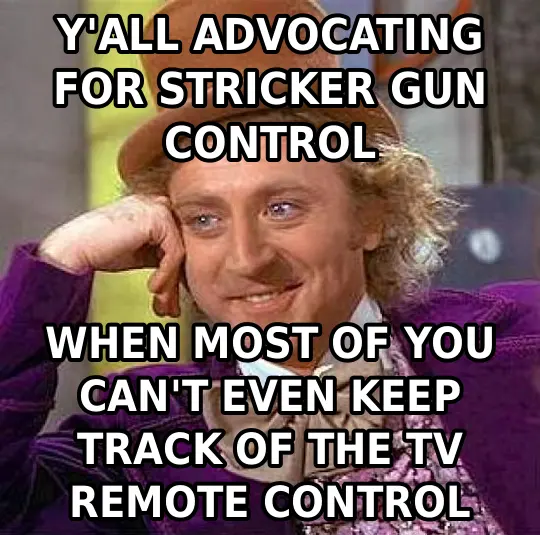 Y'ALL ADVOCATING
FOR STRICKER GUN
CONTROL
WHEN MOST OF YOU
CAN'T EVEN KEEP
TRACK OF THE TV
REMOTE CONTROL